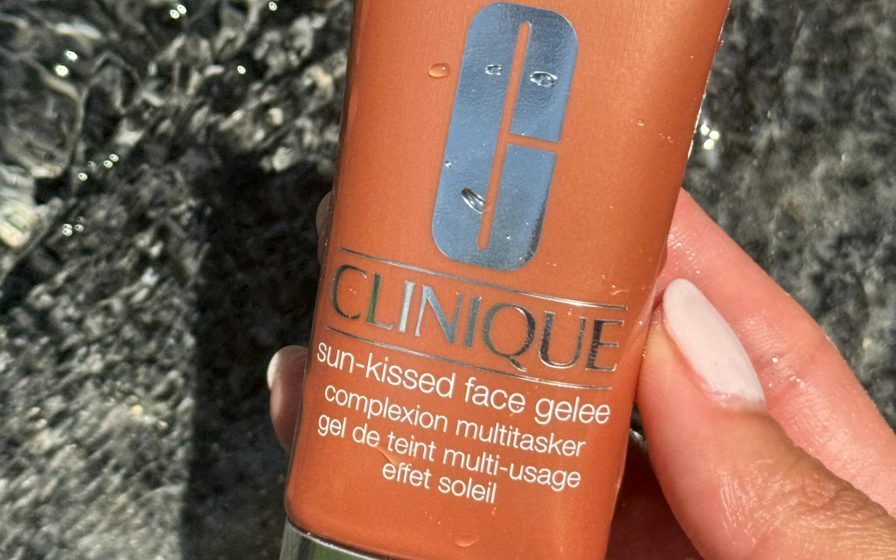 CLINIQUE
sun-kissed face gelee
complexion multitasker
gel de teint multi-usage
effet soleil